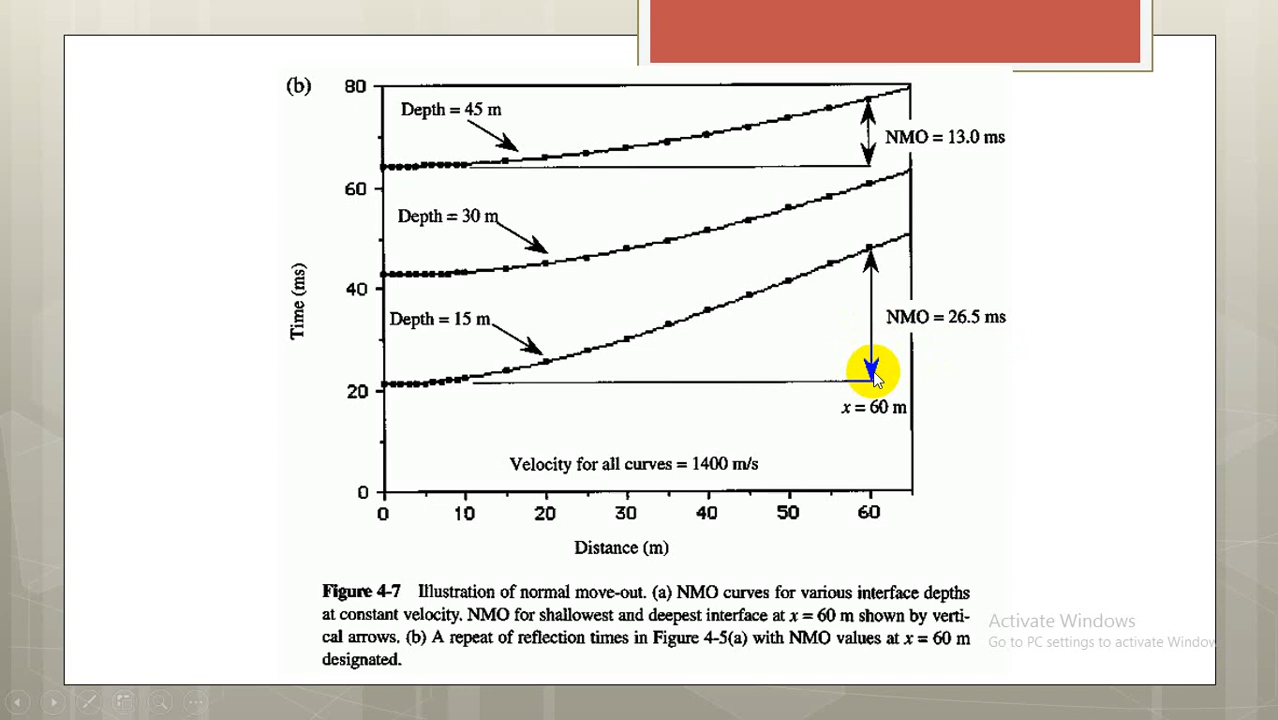 (b)
80
Depth = 45 m
NMO = 13.0 ms
60
Depth = 30 m
Time (ms)
40
Depth = 15 m
NMO = 26.5 ms
20
x = 60 m
Velocity for all curves = 1400 m/s
0
0 10 20 30 40 50 60
Distance (m)
Figure 4-7 Illustration of normal move-out. (a) NMO curves for various interface depths
at constant velocity. NMO for shallowest and deepest interface at x = 60 m shown by verti-
cal arrows. (b) A repeat of reflection times in Figure 4-5(a) with NMO values at x = 60 m
designated.
Activate Windows
Go to PC settings to activate Window